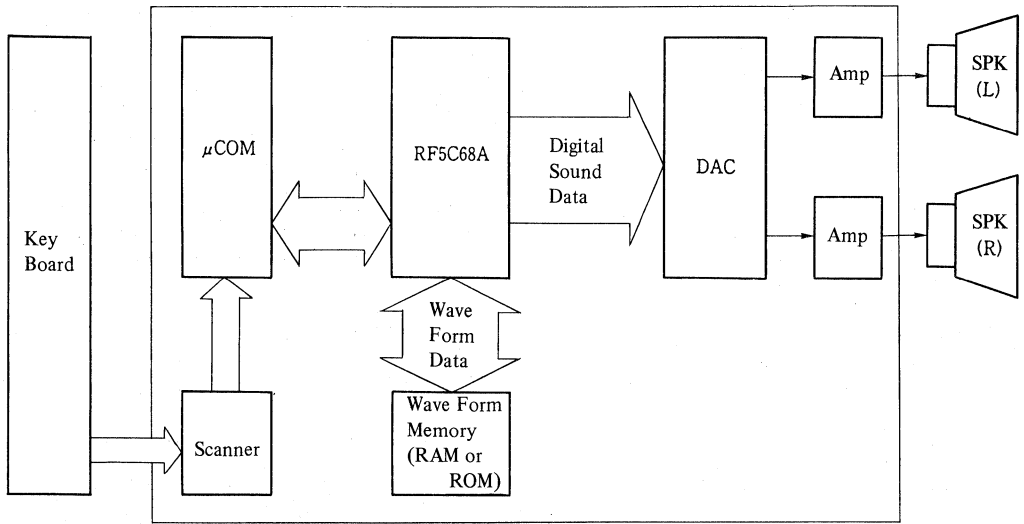 Key
Board
μCOM
Scanner
RF5C68A
Wave
Form
Data
Wave Form
Memory
(RAM or
ROM)
Digital
Sound
Data
DAC
Amp
Amp
SPK
(L)
SPK
(R)